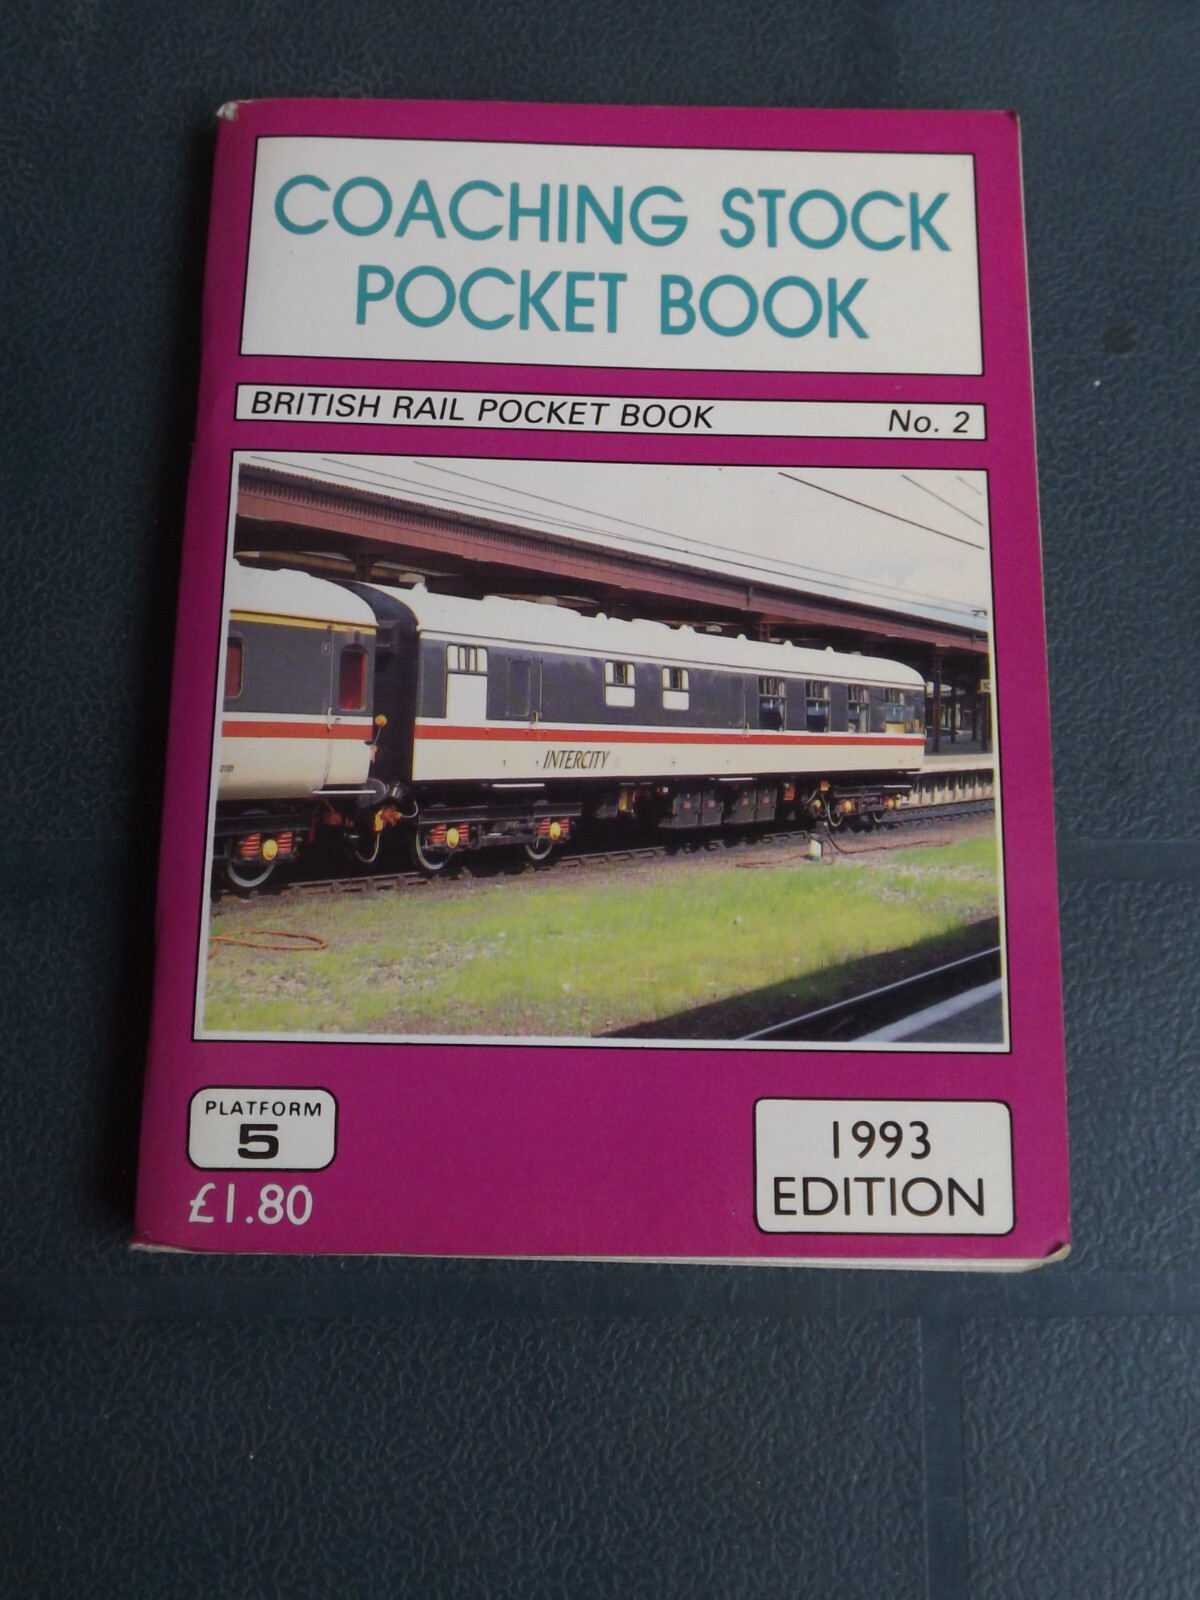 COACHING STOCK
POCKET BOOK
BRITISH RAIL POCKET BOOK No. 2
INTERCITY
PLATFORM
5
£1.80
1993
EDITION